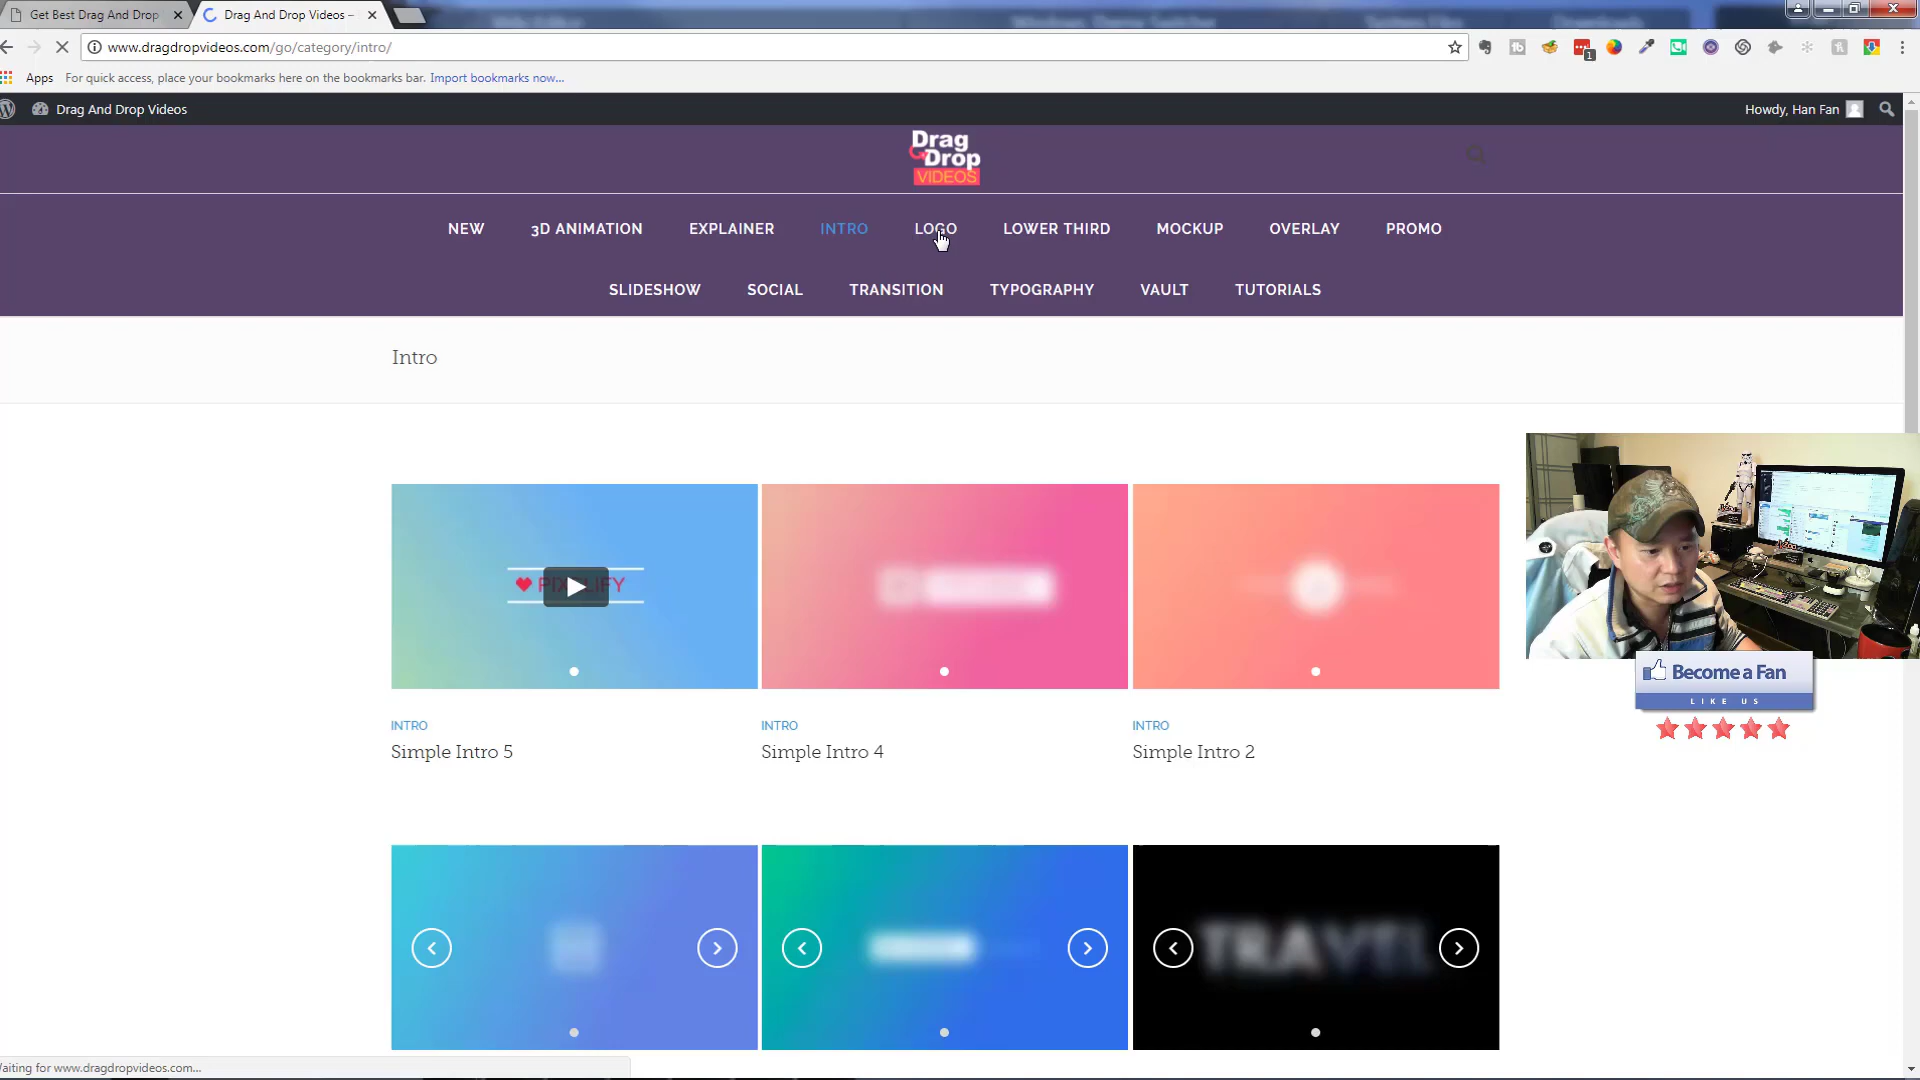 Get Best Drag And Drop
Drag And Drop Videos –
www.dragdropvideos.com/go/category/intro/
1
Apps
For quick access, place your bookmarks here on the bookmarks bar. Import bookmarks now...
Drag And Drop Videos
Howdy, Han Fan
Drag
Drop
VIDEOS
NEW
3D ANIMATION
EXPLAINER
INTRO
LOGO
LOWER THIRD
MOCKUP
OVERLAY
PROMO
SLIDESHOW
SOCIAL
TRANSITION
TYPOGRAPHY
VAULT
TUTORIALS
Intro
INTRO
Simple Intro 5
INTRO
Simple Intro 4
INTRO
Simple Intro 2
TRAVEL
Become a Fan
LIKE US
aiting for www.dragdropvideos.com...